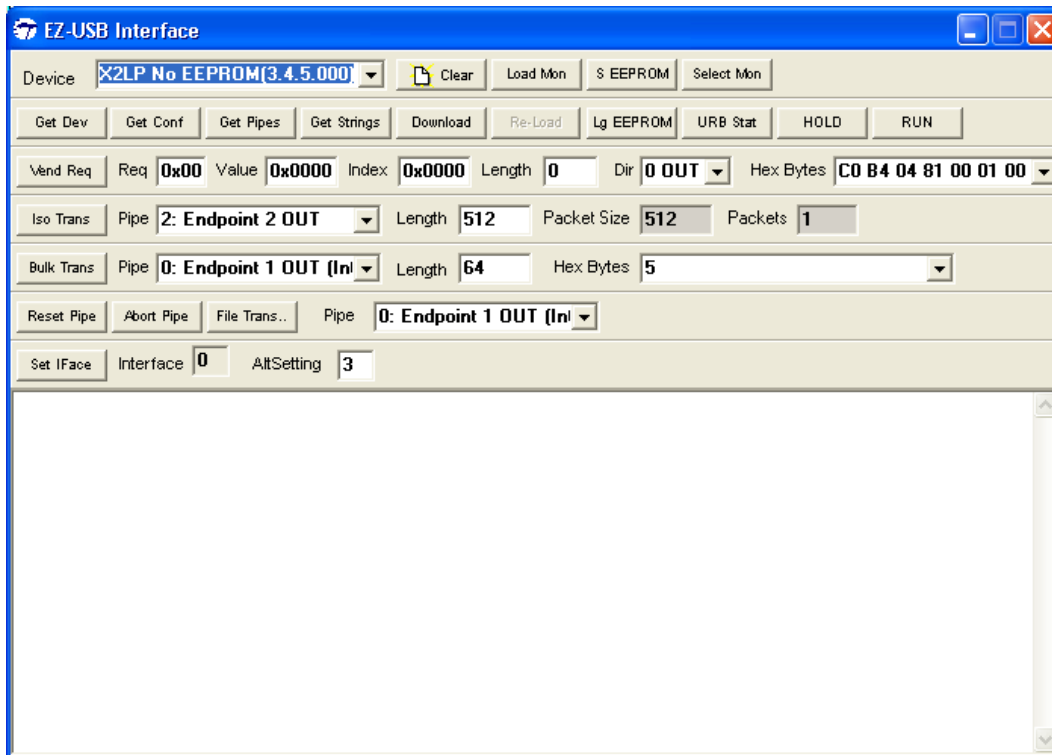 EZ-USB Interface
Device X2LP No EEPROM(3.4.5.000) Clear Load Mon S EEPROM Select Mon
Get Dev Get Conf Get Pipes Get Strings Download Re-Load Lg EEPROM URB Stat HOLD RUN
Vend Req Req 0x00 Value 0x0000 Index 0x0000 Length 0 Dir 0 OUT Hex Bytes C0 B4 04 81 00 01 00
Iso Trans Pipe 2: Endpoint 2 OUT Length 512 Packet Size 512 Packets 1
Bulk Trans Pipe 0: Endpoint 1 OUT (In Length 64 Hex Bytes 5
Reset Pipe Abort Pipe File Trans.. Pipe 0: Endpoint 1 OUT (In
Set IFace Interface 0 AltSetting 3